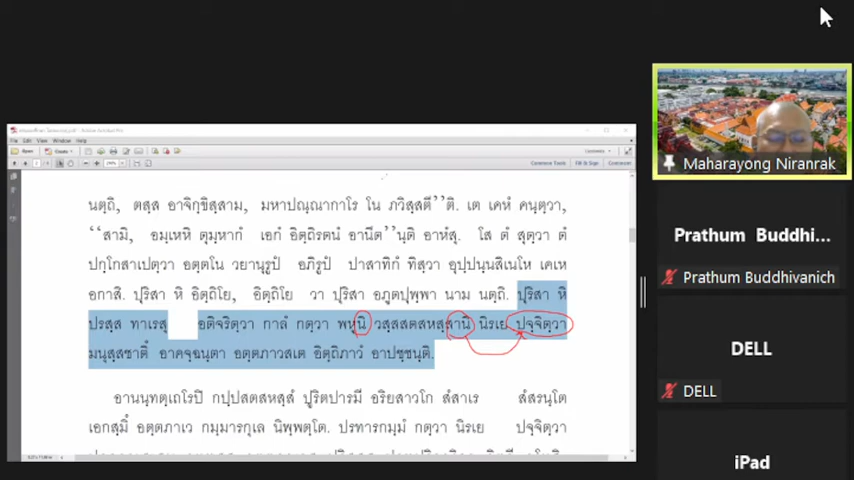 นตฺถิ, ตสฺส อาจิกฺขิสฺสาม, มหาปณฺณากาโร โน ภวิสฺสตี”ติ. เต เคหํ คนฺตฺวา,
“สามิ, อมฺเหหิ ตุมฺหากํ เอกํ อิตฺถิรตนํ อานีต”นฺติ อาหํสุ. โส ตํ สุตฺวา ตํ
ปกฺโกสาเปตฺวา อตฺตโน วยานุรูปํ อภิรูปํ ปาสาทิกํ ทิสฺวา อุปฺปนฺนสิเนโห เคเห
อกาสิ. ปุริสา หิ อิตฺถิโย, อิตฺถิโย วา ปุริสา อภูตปุพฺพา นาม นตฺถิ. ปุริสา หิ
ปรสฺส ทาเรสุ อติจริตฺวา กาลํ กตฺวา พหูนิ วสฺสสตสหสฺสานิ นิรเย ปจฺจิตฺวา
มนุสฺสชาตึ อาคจฺฉนฺตา อตฺตภาวสเต อิตฺถิภาวํ อาปชฺชนฺติ.
อานนฺทตฺเถโรปิ กปฺปสตสหสฺสํ ปูริตปารมี อริยสาวโก สํสาเร สํสรนฺโต
เอกสฺมึ อตฺตภาเว กมฺมารกุเล นิพฺพตฺโต. ปรทารกมฺมํ กตฺวา นิรเย ปจฺจิตฺวา
Maharayong Niranrak
Prathum Buddhi...
Prathum Buddhivanich
DELL
DELL
iPad